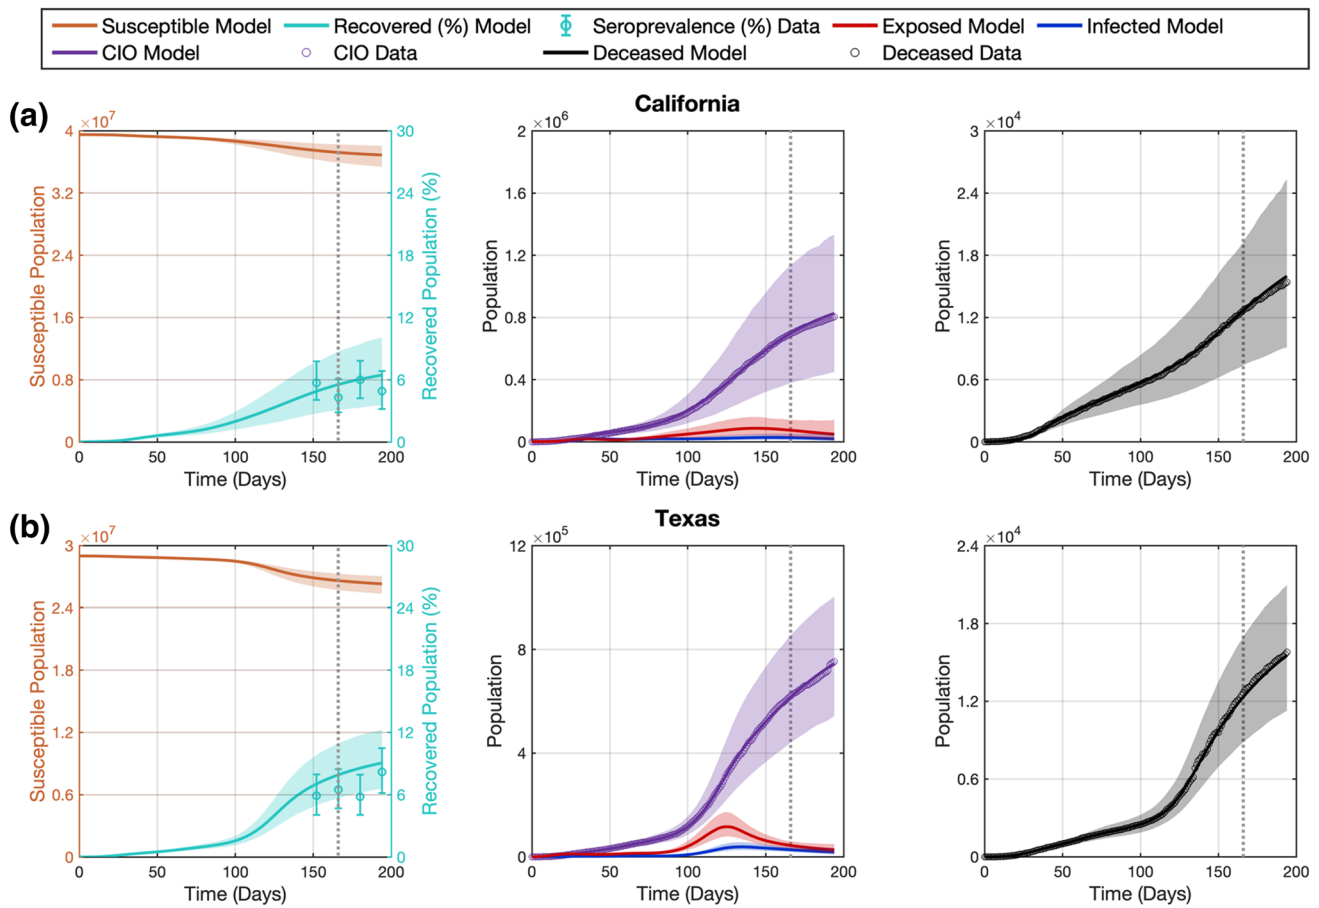 Susceptible Model Recovered (%) Model Seroprevalence (%) Data Exposed Model Infected Model
CIO Model CIO Data Deceased Model Deceased Data
(a) California
×10^7
4
3.2
2.4
1.6
0.8
0
Susceptible Population
30
24
18
12
6
0
Recovered Population (%)
0 50 100 150 200
Time (Days)
×10^6
2
1.6
1.2
0.8
0.4
0
Population
0 50 100 150 200
Time (Days)
×10^4
3
2.4
1.8
1.2
0.6
0
Population
0 50 100 150 200
Time (Days)
(b) Texas
×10^7
3
2.4
1.8
1.2
0.6
0
Susceptible Population
30
24
18
12
6
0
Recovered Population (%)
0 50 100 150 200
Time (Days)
×10^5
12
8
4
0
Population
0 50 100 150 200
Time (Days)
×10^4
2.4
1.8
1.2
0.6
0
Population
0 50 100 150 200
Time (Days)